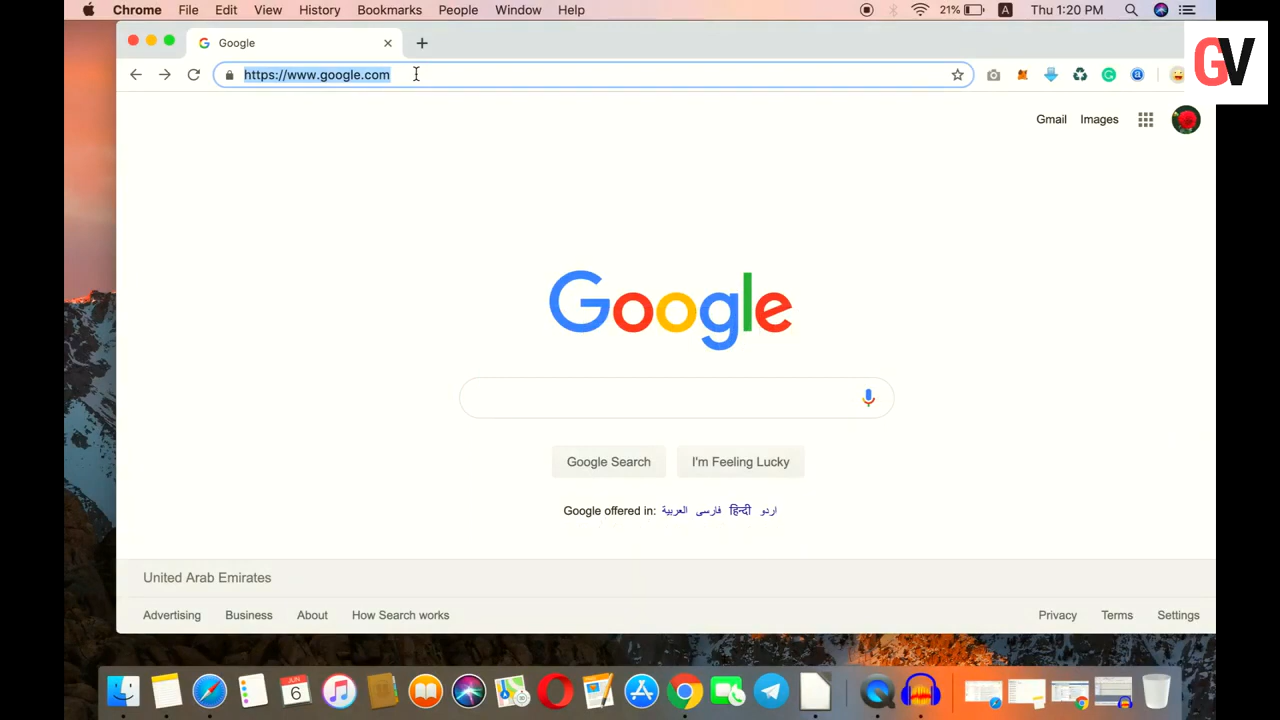 Chrome File Edit View History Bookmarks People Window Help 21% A Thu 1:20 PM
GV
Google
https://www.google.com
Gmail Images
Google
Google Search I'm Feeling Lucky
Google offered in: العربية فارسی हिन्दी اردو
United Arab Emirates
Advertising Business About How Search works Privacy Terms Settings
JUN
6